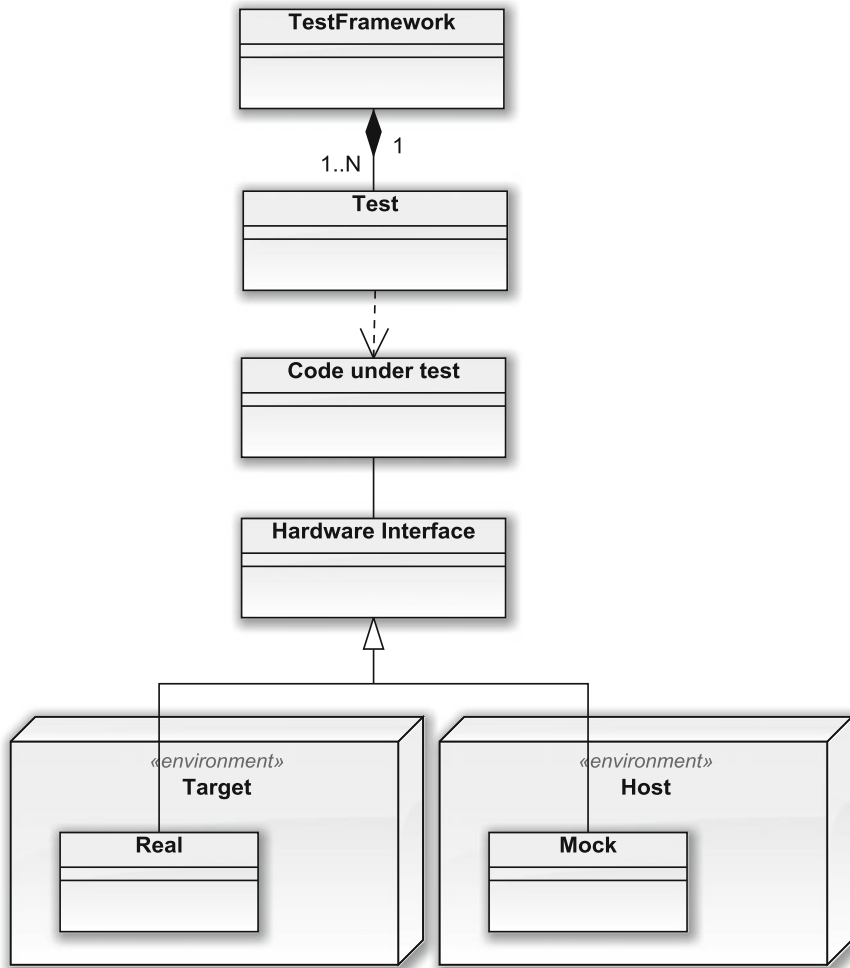 TestFramework
1
1..N
Test
Code under test
Hardware Interface
«environment»
Target
Real
«environment»
Host
Mock